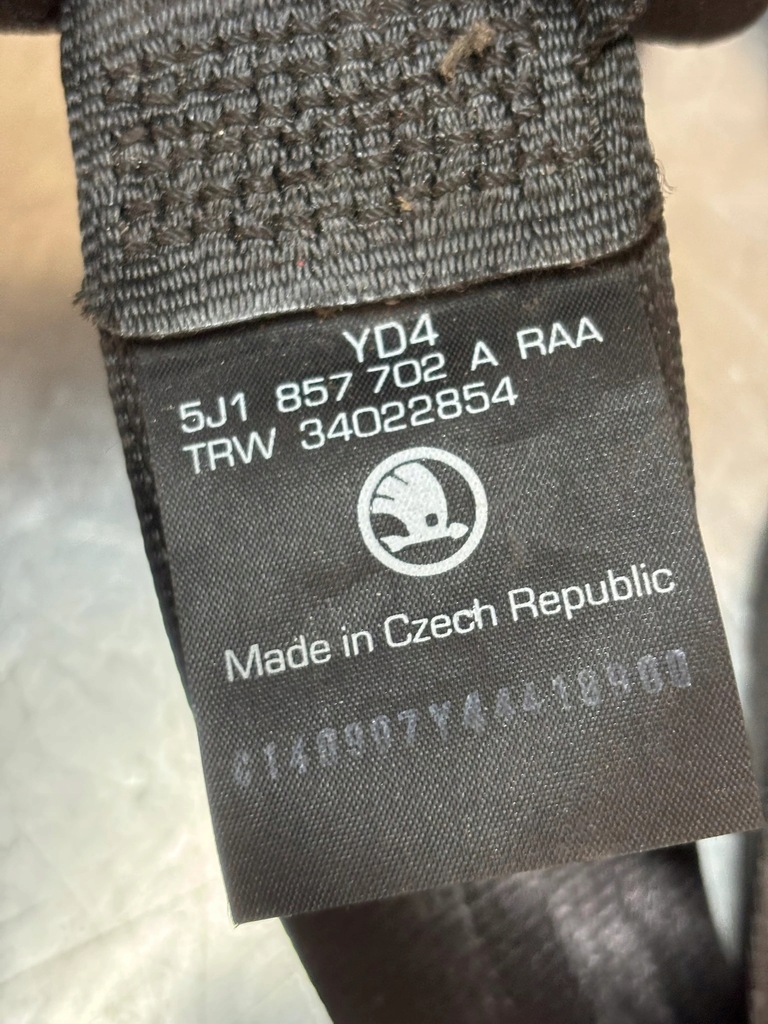 YD4
5J1 857 702 A RAA
TRW 34022854
Made in Czech Republic